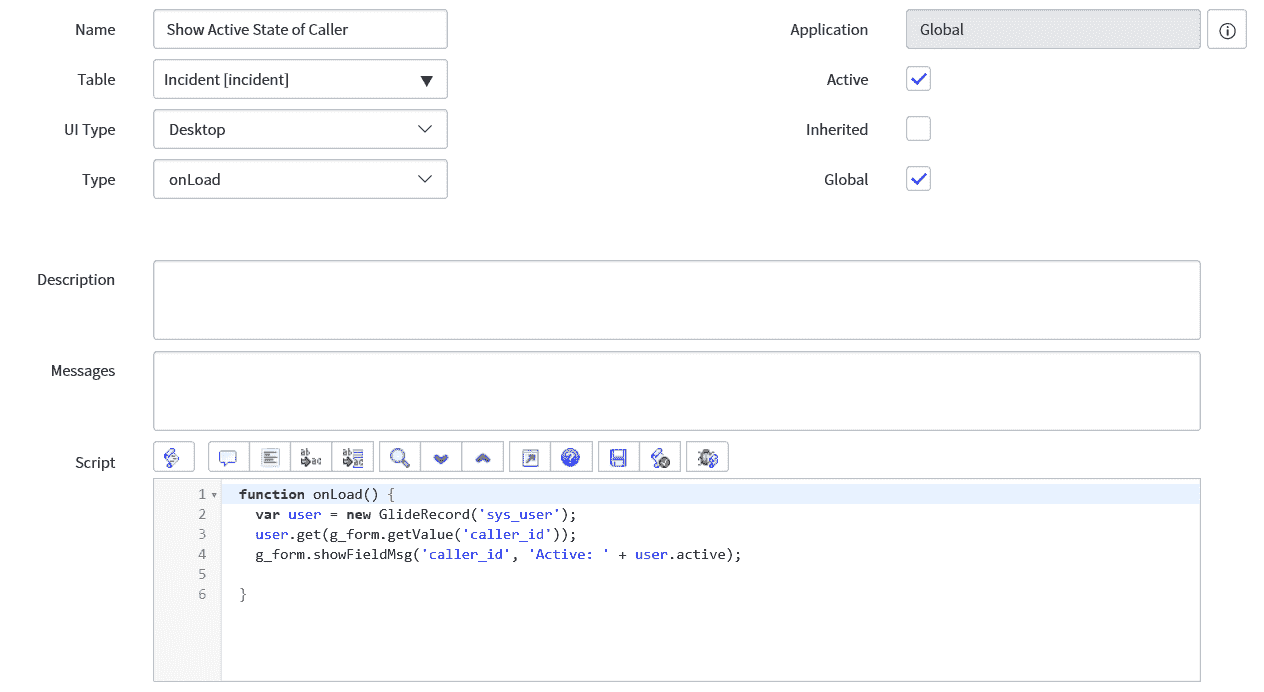 Name Show Active State of Caller Application Global
Table Incident [incident] Active
UI Type Desktop Inherited
Type onLoad Global
Description
Messages
Script
1 function onLoad() {
2 var user = new GlideRecord('sys_user');
3 user.get(g_form.getValue('caller_id'));
4 g_form.showFieldMsg('caller_id', 'Active: ' + user.active);
5
6 }